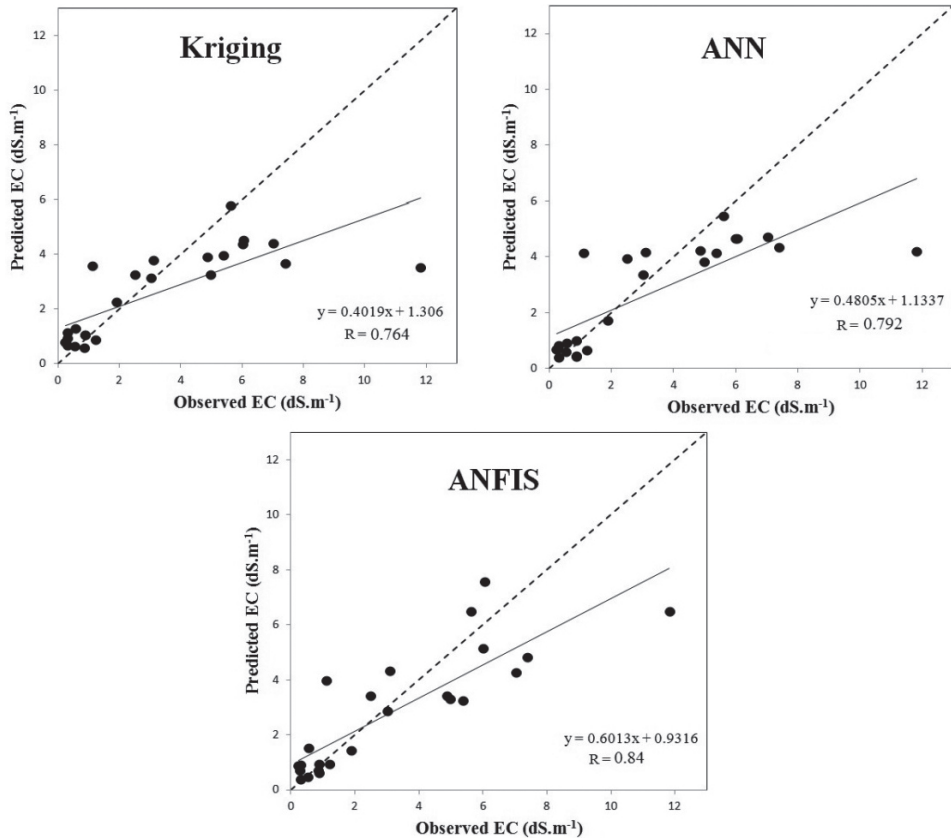 Kriging
Predicted EC (dS.m-1)
12
10
8
6
4
2
0
y = 0.4019x + 1.306
R = 0.764
0 2 4 6 8 10 12
Observed EC (dS.m-1)
ANN
Predicted EC (dS.m-1)
12
10
8
6
4
2
0
y = 0.4805x + 1.1337
R = 0.792
0 2 4 6 8 10 12
Observed EC (dS.m-1)
ANFIS
Predicted EC (dS.m-1)
12
10
8
6
4
2
0
y = 0.6013x + 0.9316
R = 0.84
0 2 4 6 8 10 12
Observed EC (dS.m-1)